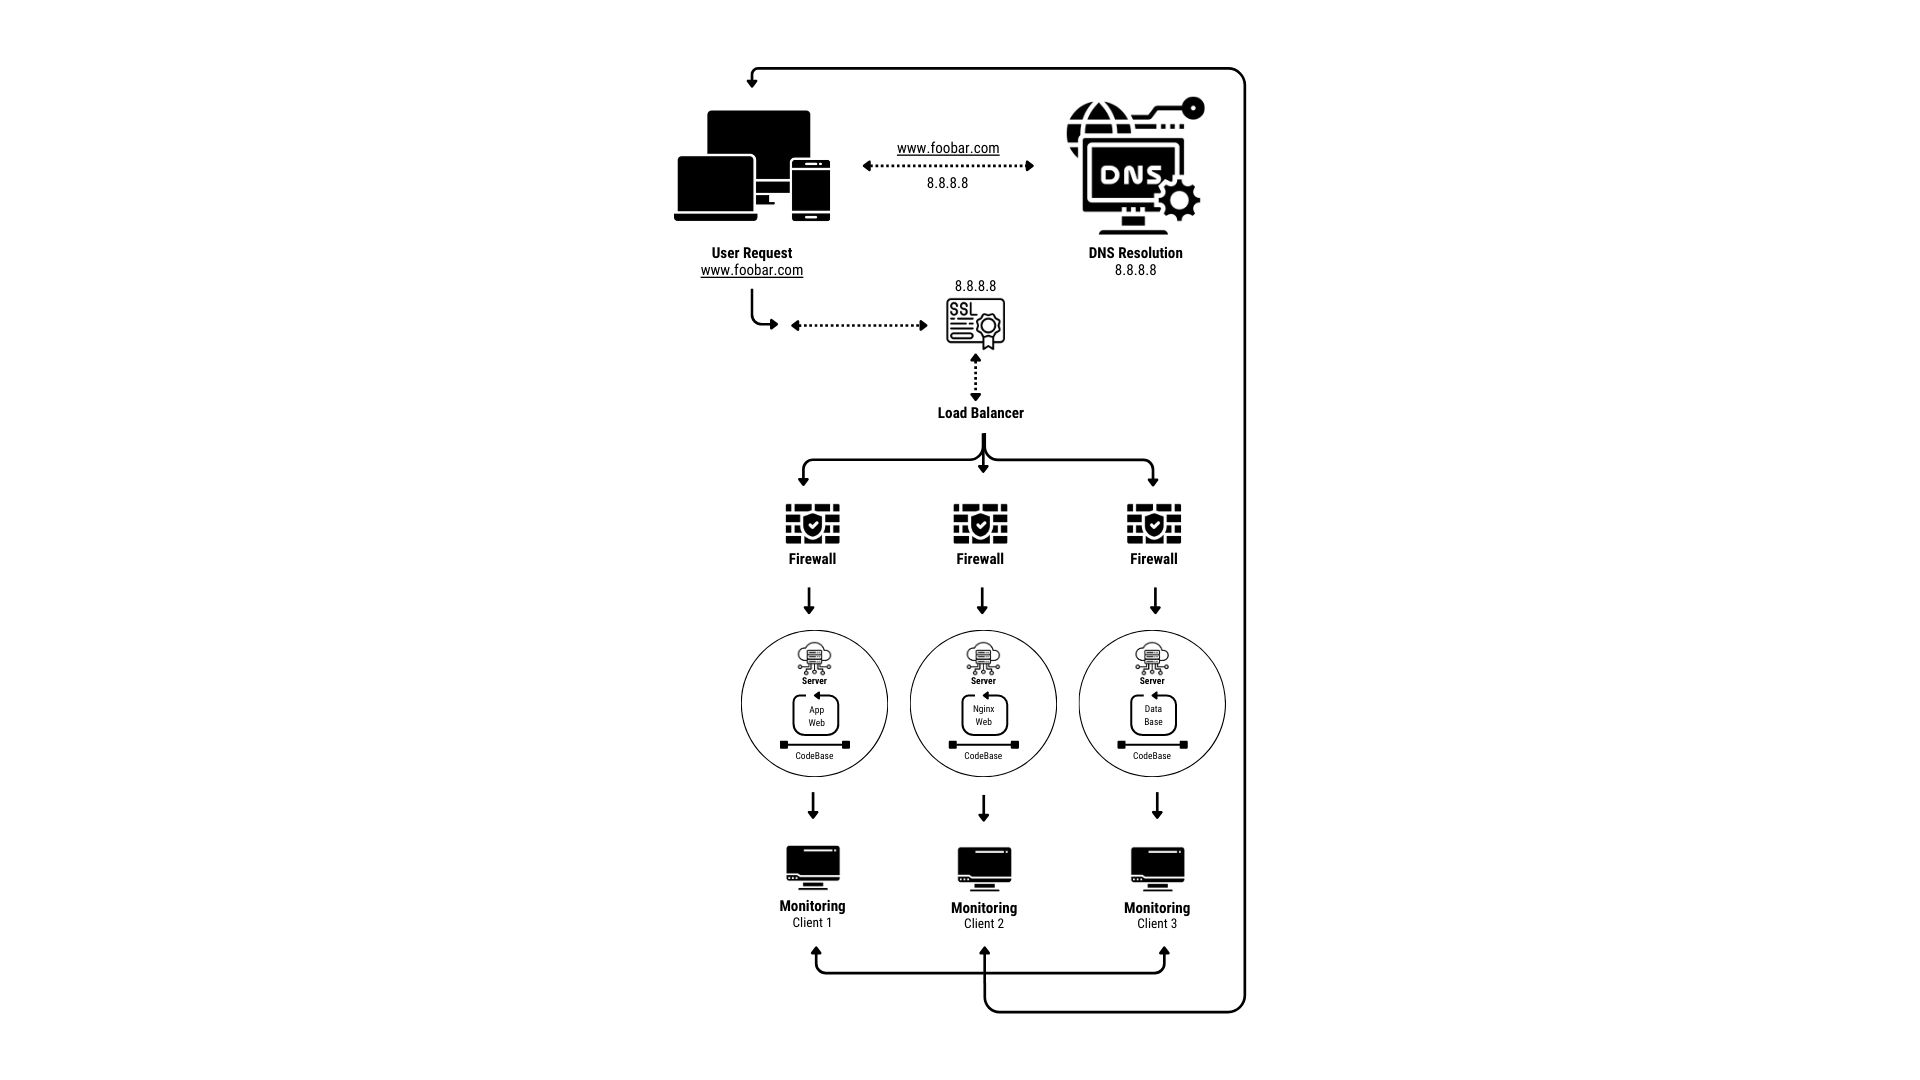 www.foobar.com
8.8.8.8
DNS
User Request
www.foobar.com
DNS Resolution
8.8.8.8
8.8.8.8
SSL
Load Balancer
Firewall
Firewall
Firewall
Server
App
Web
CodeBase
Server
Nginx
Web
CodeBase
Server
Data
Base
CodeBase
Monitoring
Client 1
Monitoring
Client 2
Monitoring
Client 3